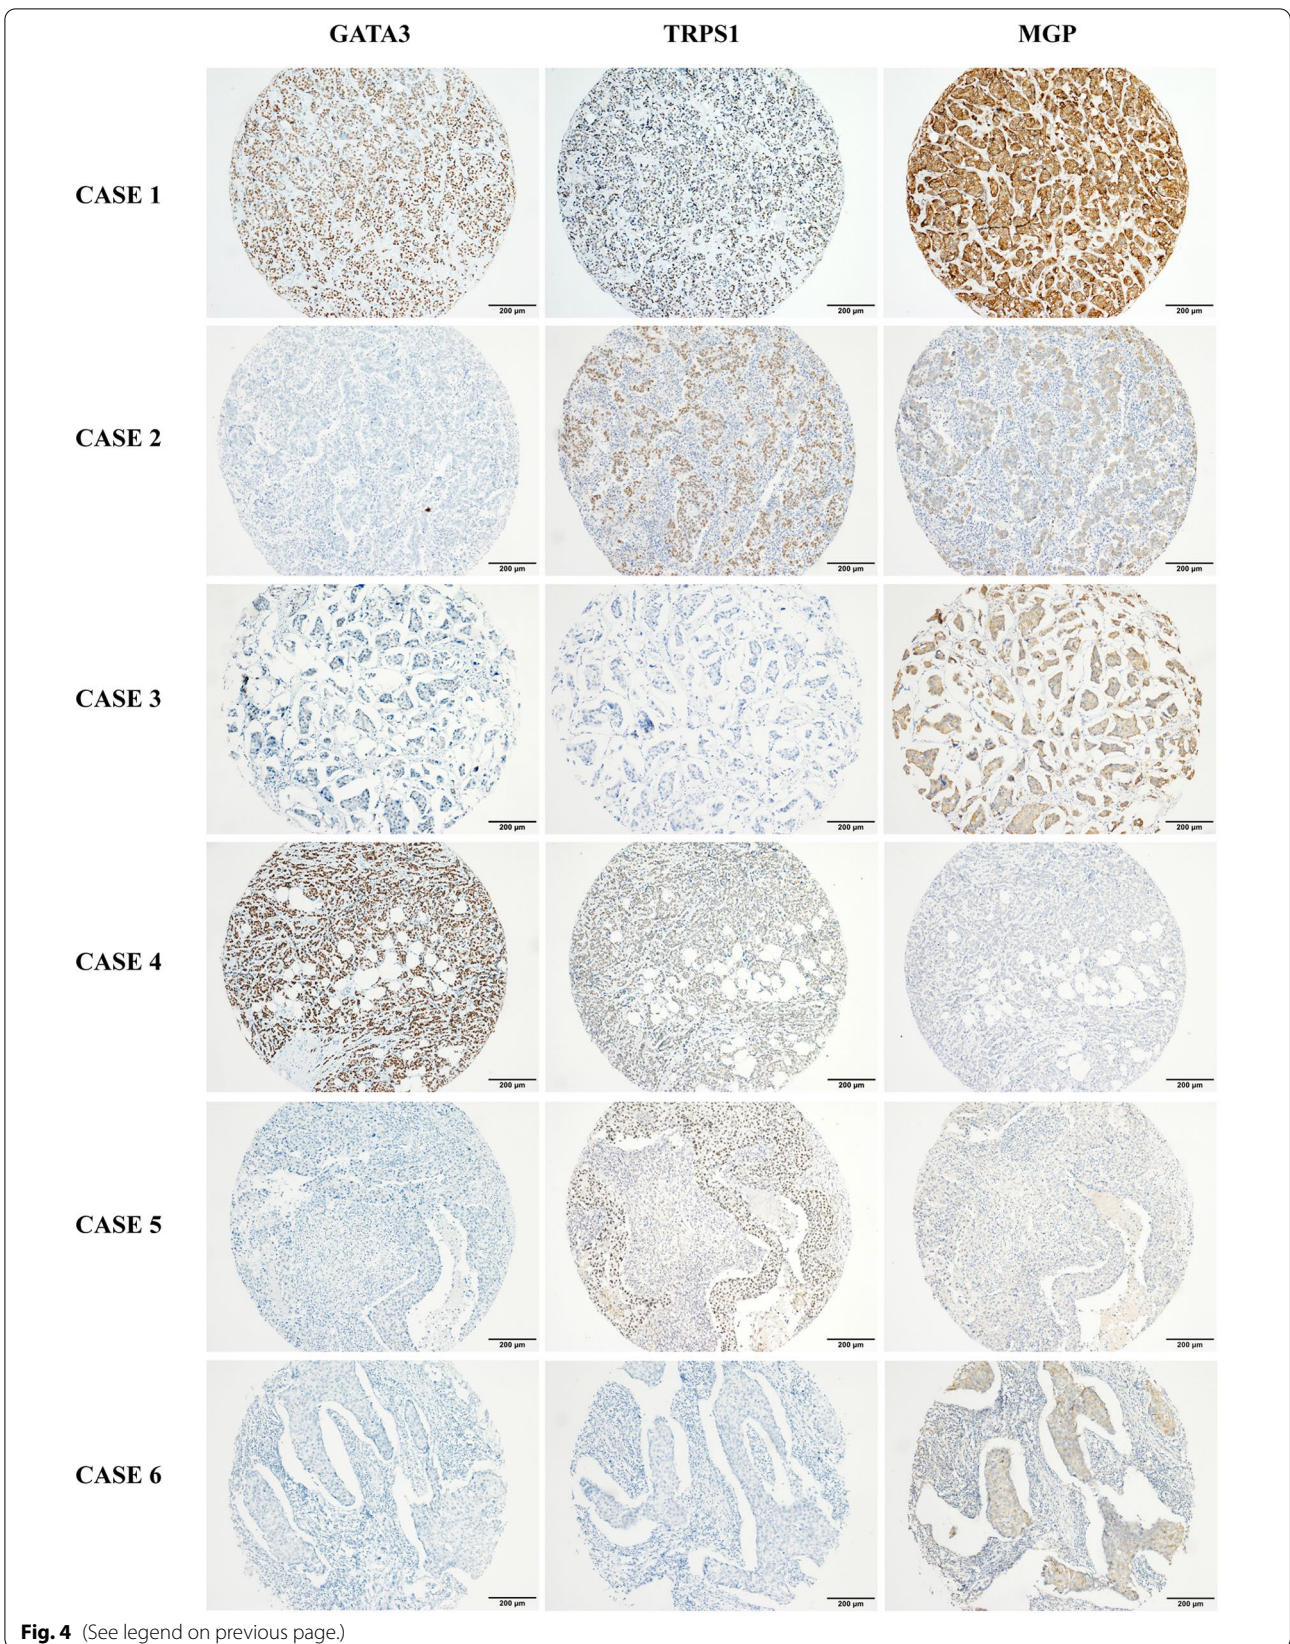 GATA3 TRPS1 MGP
CASE 1
200 µm 200 µm 200 µm
CASE 2
200 µm 200 µm 200 µm
CASE 3
200 µm 200 µm 200 µm
CASE 4
200 µm 200 µm 200 µm
CASE 5
200 µm 200 µm 200 µm
CASE 6
200 µm 200 µm 200 µm
Fig. 4 (See legend on previous page.)